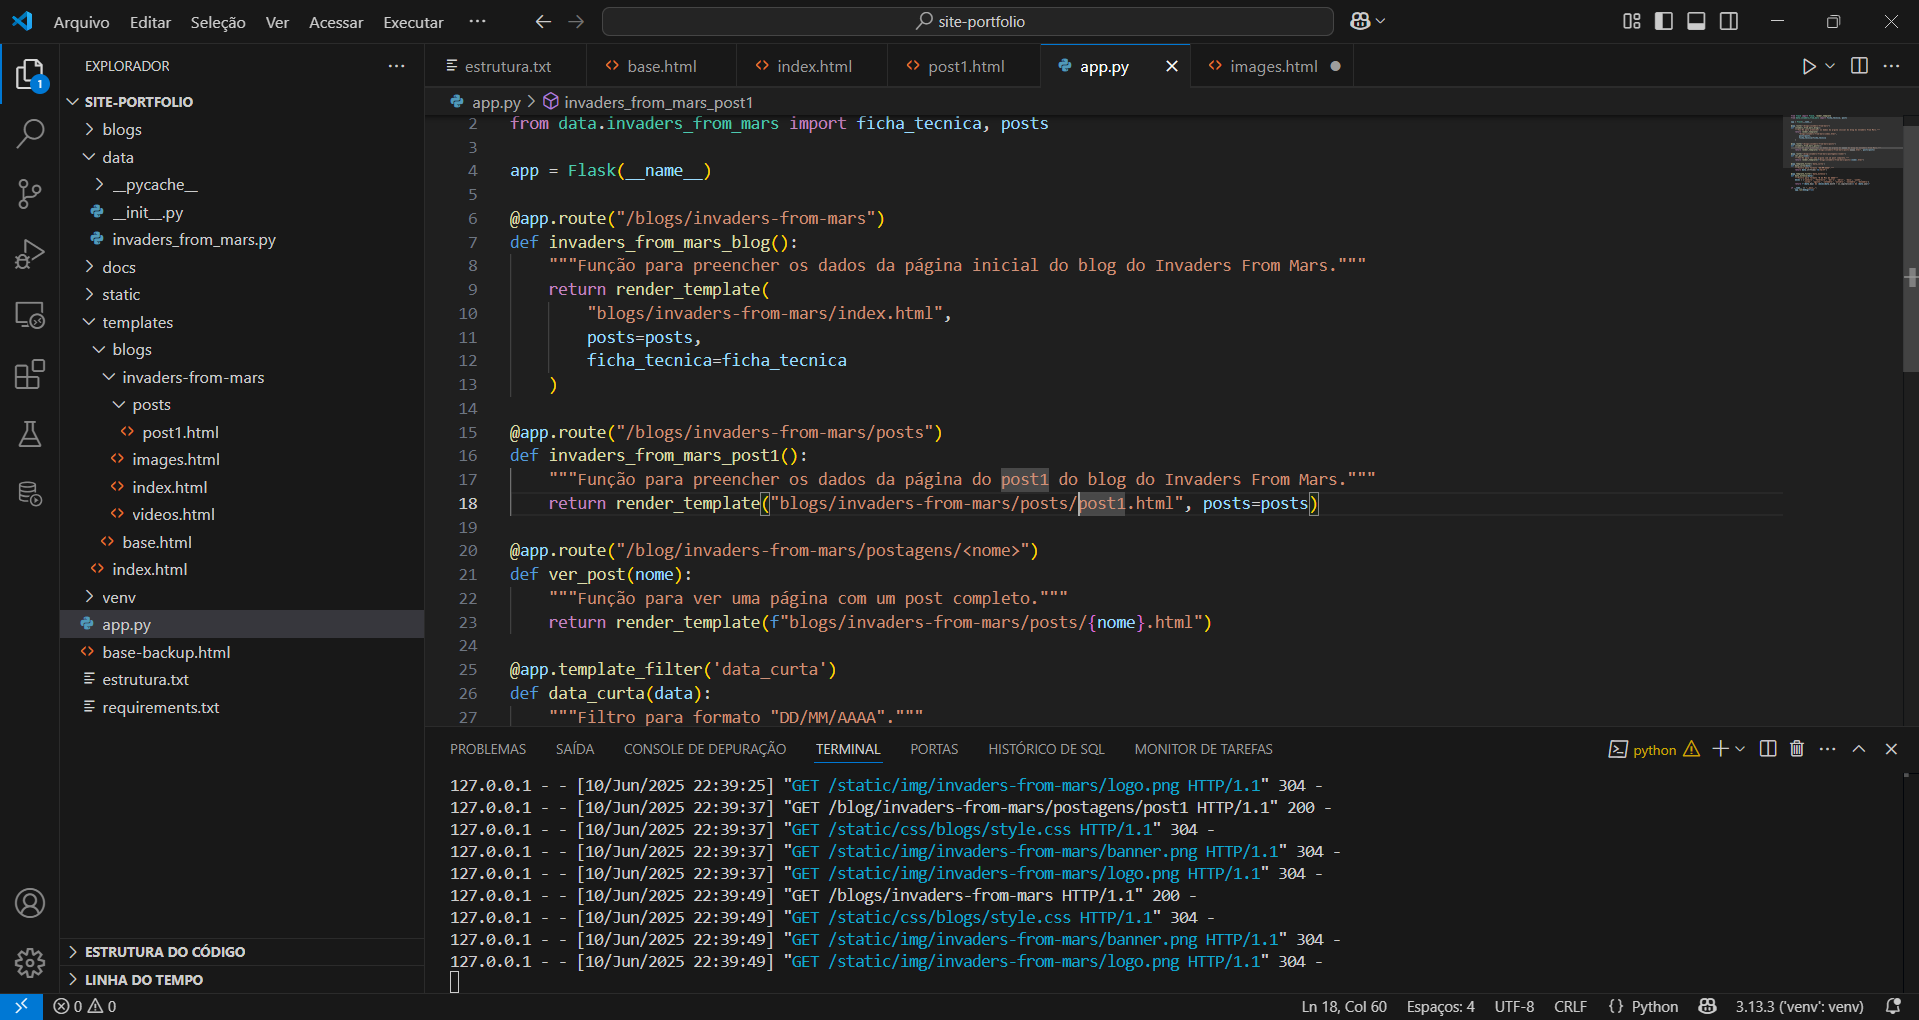 Arquivo Editar Seleção Ver Acessar Executar ··· site-portfolio
EXPLORADOR ···
1
SITE-PORTFOLIO
blogs
data
__pycache__
__init__.py
invaders_from_mars.py
docs
static
templates
blogs
invaders-from-mars
posts
post1.html
images.html
index.html
videos.html
base.html
index.html
venv
app.py
base-backup.html
estrutura.txt
requirements.txt
ESTRUTURA DO CÓDIGO
LINHA DO TEMPO
estrutura.txt base.html index.html post1.html app.py images.html
app.py > invaders_from_mars_post1
2 from data.invaders_from_mars import ficha_tecnica, posts
3
4 app = Flask(__name__)
5
6 @app.route("/blogs/invaders-from-mars")
7 def invaders_from_mars_blog():
8 """Função para preencher os dados da página inicial do blog do Invaders From Mars."""
9 return render_template(
10 "blogs/invaders-from-mars/index.html",
11 posts=posts,
12 ficha_tecnica=ficha_tecnica
13 )
14
15 @app.route("/blogs/invaders-from-mars/posts")
16 def invaders_from_mars_post1():
17 """Função para preencher os dados da página do post1 do blog do Invaders From Mars."""
18 return render_template("blogs/invaders-from-mars/posts/post1.html", posts=posts)
19
20 @app.route("/blog/invaders-from-mars/postagens/<nome>")
21 def ver_post(nome):
22 """Função para ver uma página com um post completo."""
23 return render_template(f"blogs/invaders-from-mars/posts/{nome}.html")
24
25 @app.template_filter('data_curta')
26 def data_curta(data):
27 """Filtro para formato "DD/MM/AAAA"."""
PROBLEMAS SAÍDA CONSOLE DE DEPURAÇÃO TERMINAL PORTAS HISTÓRICO DE SQL MONITOR DE TAREFAS python
127.0.0.1 - - [10/Jun/2025 22:39:25] "GET /static/img/invaders-from-mars/logo.png HTTP/1.1" 304 -
127.0.0.1 - - [10/Jun/2025 22:39:37] "GET /blog/invaders-from-mars/postagens/post1 HTTP/1.1" 200 -
127.0.0.1 - - [10/Jun/2025 22:39:37] "GET /static/css/blogs/style.css HTTP/1.1" 304 -
127.0.0.1 - - [10/Jun/2025 22:39:37] "GET /static/img/invaders-from-mars/banner.png HTTP/1.1" 304 -
127.0.0.1 - - [10/Jun/2025 22:39:37] "GET /static/img/invaders-from-mars/logo.png HTTP/1.1" 304 -
127.0.0.1 - - [10/Jun/2025 22:39:49] "GET /blogs/invaders-from-mars HTTP/1.1" 200 -
127.0.0.1 - - [10/Jun/2025 22:39:49] "GET /static/css/blogs/style.css HTTP/1.1" 304 -
127.0.0.1 - - [10/Jun/2025 22:39:49] "GET /static/img/invaders-from-mars/banner.png HTTP/1.1" 304 -
127.0.0.1 - - [10/Jun/2025 22:39:49] "GET /static/img/invaders-from-mars/logo.png HTTP/1.1" 304 -
0 0 Ln 18, Col 60 Espaços: 4 UTF-8 CRLF {} Python 3.13.3 ('venv': venv)